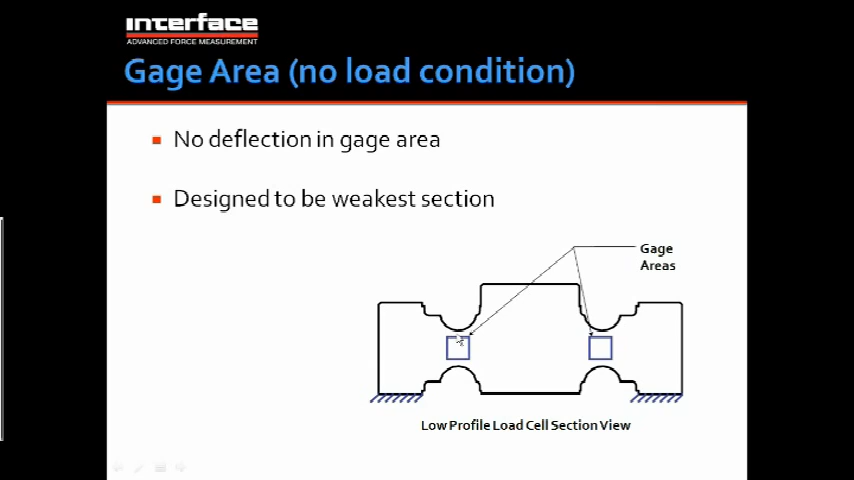 interface
ADVANCED FORCE MEASUREMENT
Gage Area (no load condition)
No deflection in gage area
Designed to be weakest section
Gage
Areas
Low Profile Load Cell Section View